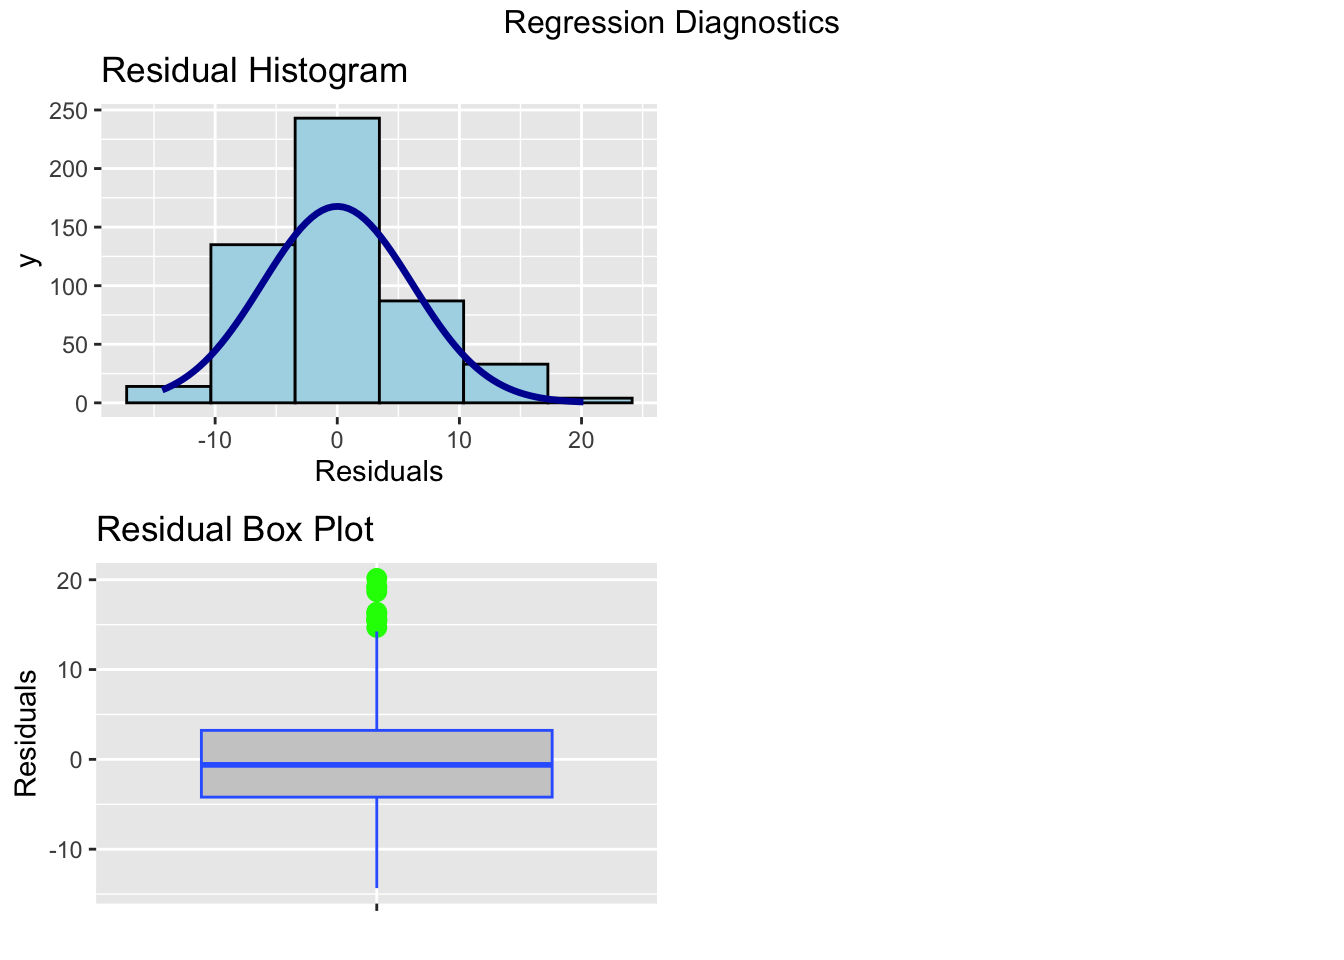 Regression Diagnostics
Residual Histogram
250
200
150
100
50
0
y
-10 0 10 20
Residuals
Residual Box Plot
20
10
0
-10
Residuals